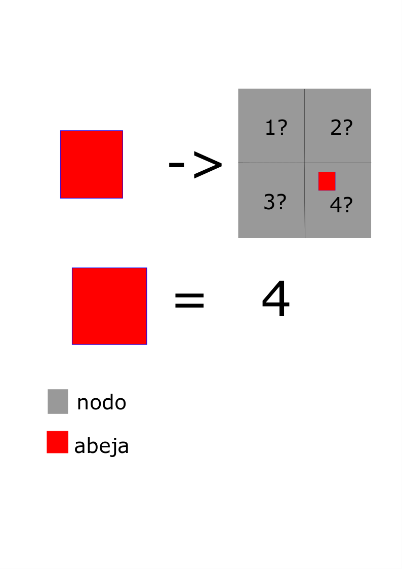 1? 2?
->
3? 4?
= 4
nodo
abeja